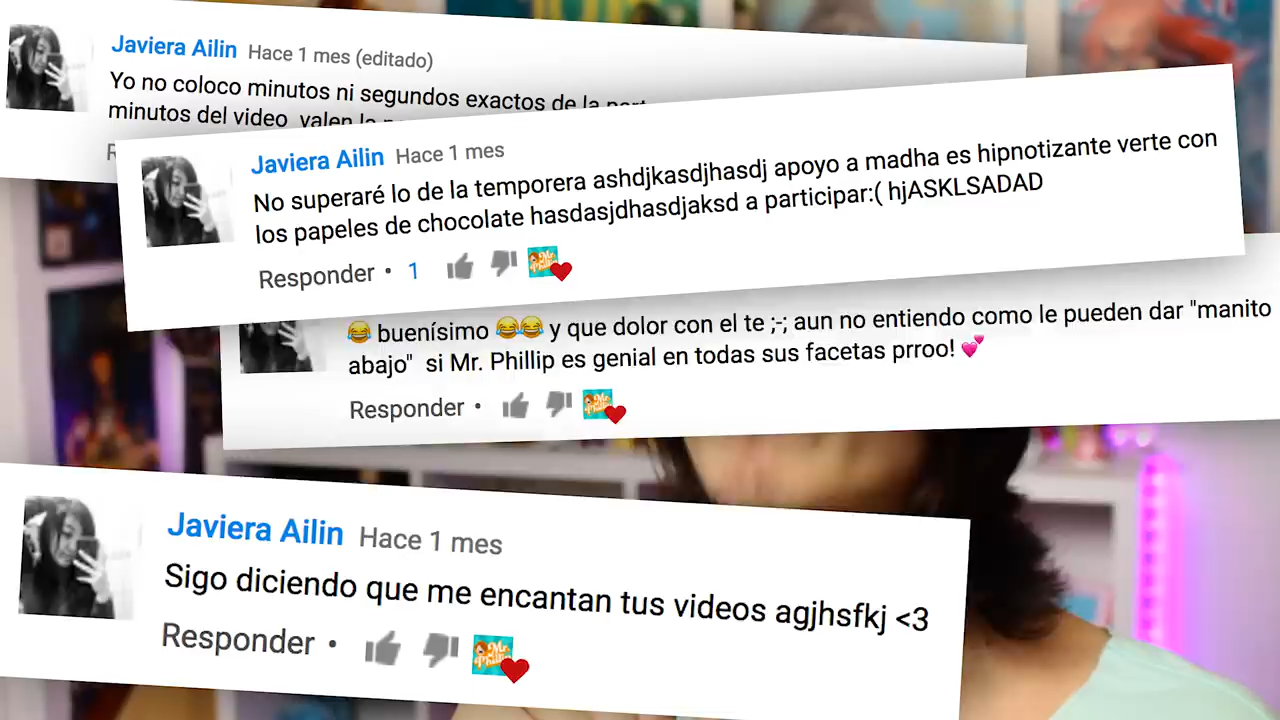 Javiera Ailin Hace 1 mes (editado)
Yo no coloco minutos ni segundos exactos de la
minutos del video valen
Javiera Ailin Hace 1 mes
No superaré lo de la temporera ashdjkasdjhasdj apoyo a madha es hipnotizante verte con
los papeles de chocolate hasdasjdhasdjaksd a participar:( hjASKLSADAD
Responder • 1
😂 buenísimo 😂😂 y que dolor con el te ;-; aun no entiendo como le pueden dar "manito
abajo" si Mr. Phillip es genial en todas sus facetas prroo! 💕
Responder •
Javiera Ailin Hace 1 mes
Sigo diciendo que me encantan tus videos agjhsfkj <3
Responder •